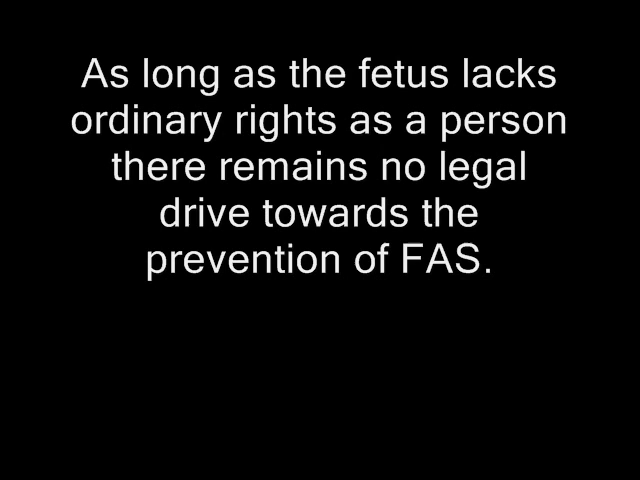 As long as the fetus lacks
ordinary rights as a person
there remains no legal
drive towards the
prevention of FAS.